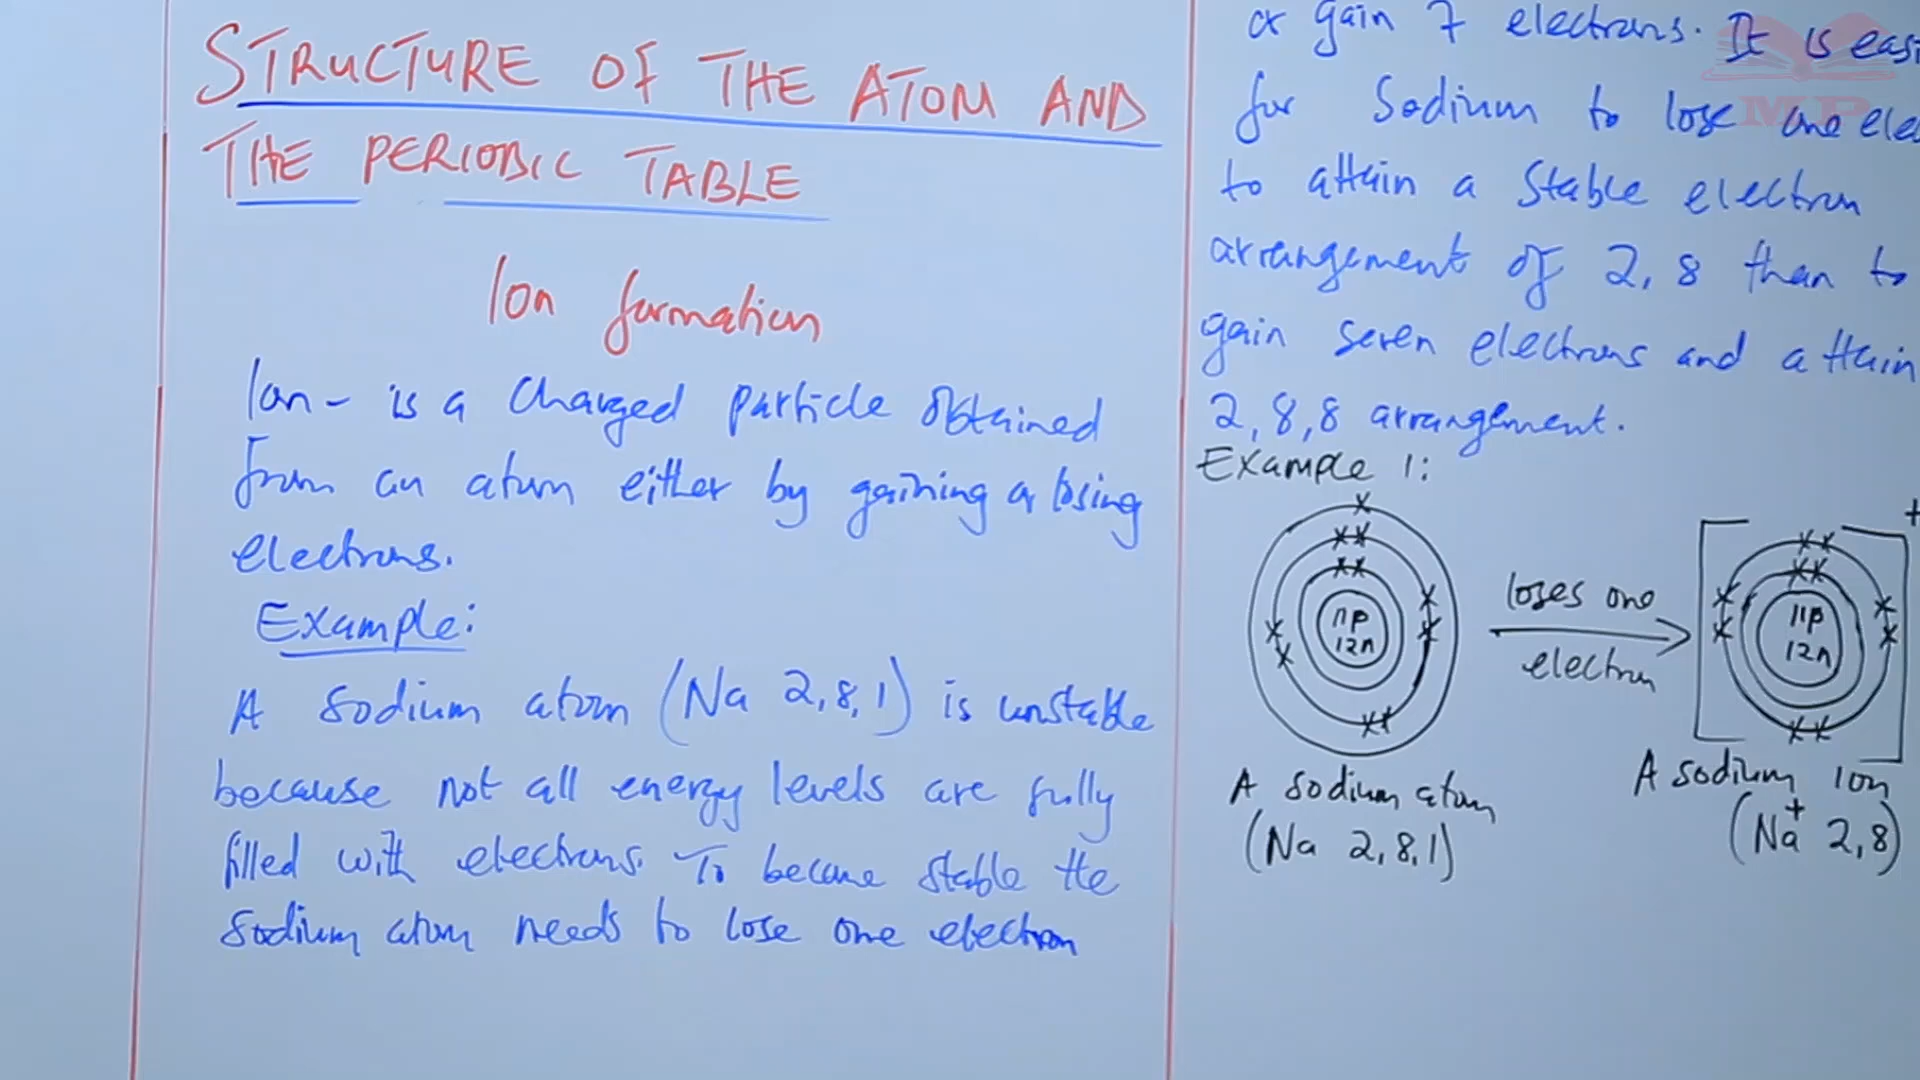 STRUCTURE OF THE ATOM AND
THE PERIODIC TABLE
Ion formation
Ion - is a charged particle obtained
from an atom either by gaining or losing
electrons.
Example:
A sodium atom (Na 2,8,1) is unstable
because not all energy levels are fully
filled with electrons. To become stable the
sodium atom needs to lose one electron
or gain 7 electrons. It is easi
for Sodium to lose one elec
to attain a stable electron
arrangement of 2, 8 than to
gain seven electrons and attain
2,8,8 arrangement.
Example 1:
11p
12n
loses one
electron
+
11p
12n
A sodium atom
(Na 2,8,1)
A sodium ion
(Na+ 2,8)
MP